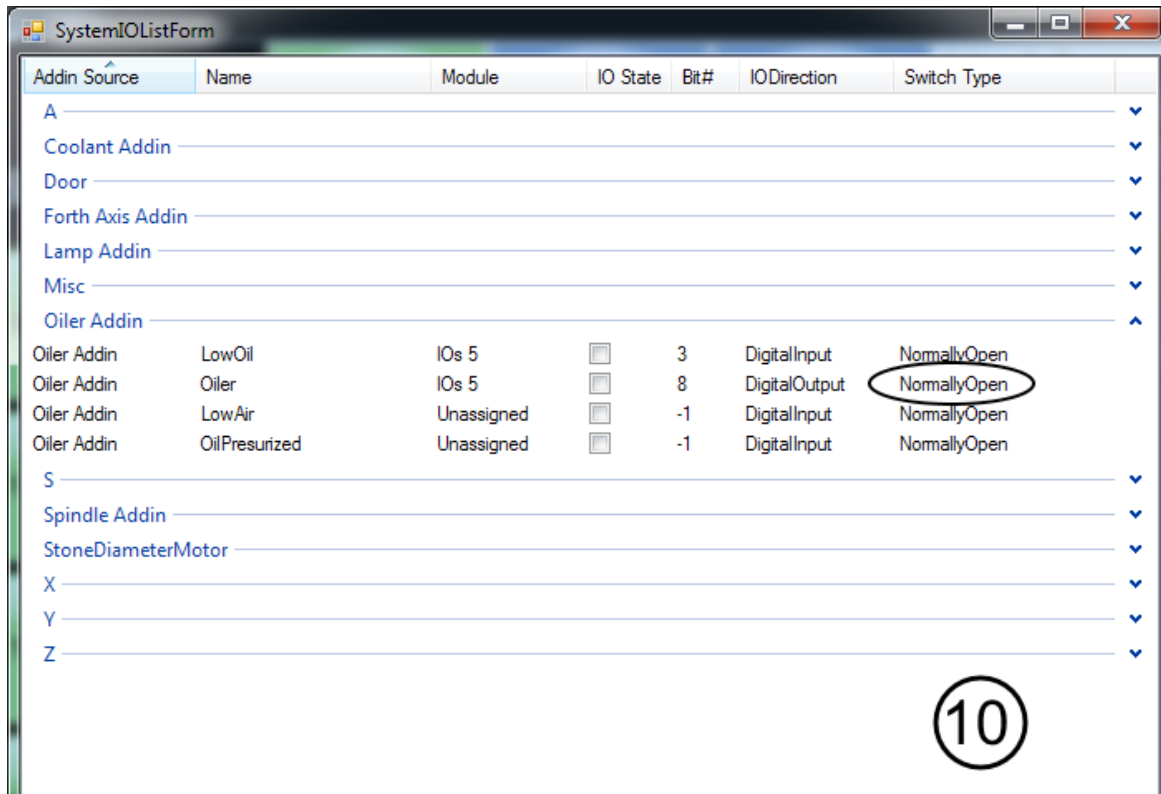 SystemIOListForm
Addin Source Name Module IO State Bit# IODirection Switch Type
A
Coolant Addin
Door
Forth Axis Addin
Lamp Addin
Misc
Oiler Addin
Oiler Addin LowOil IOs 5 3 DigitalInput NormallyOpen
Oiler Addin Oiler IOs 5 8 DigitalOutput NormallyOpen
Oiler Addin LowAir Unassigned -1 DigitalInput NormallyOpen
Oiler Addin OilPresurized Unassigned -1 DigitalInput NormallyOpen
S
Spindle Addin
StoneDiameterMotor
X
Y
Z
10